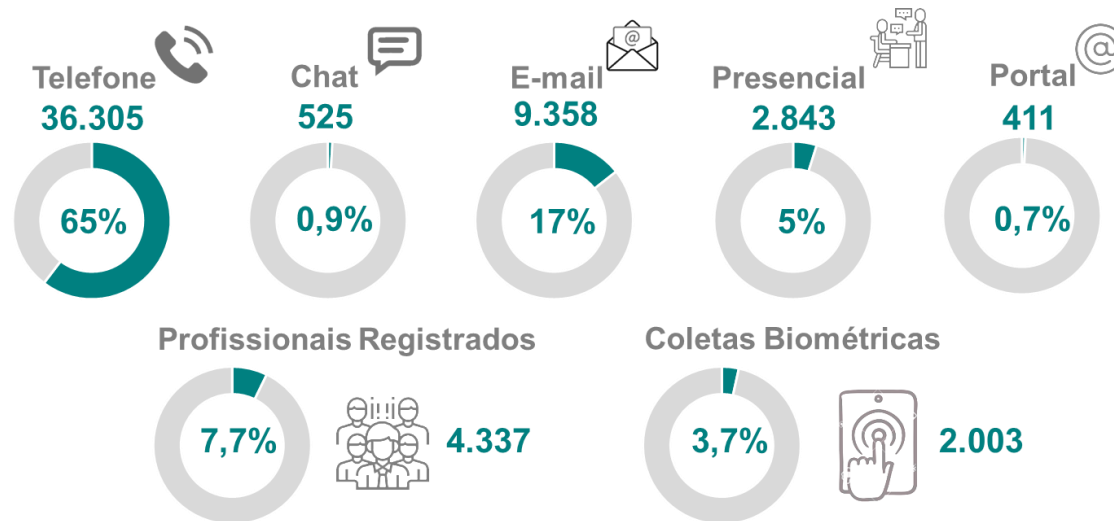 Telefone
36.305
65%
Chat
525
0,9%
E-mail
9.358
17%
Presencial
2.843
5%
Portal
411
0,7%
Profissionais Registrados
7,7%
4.337
Coletas Biométricas
3,7%
2.003